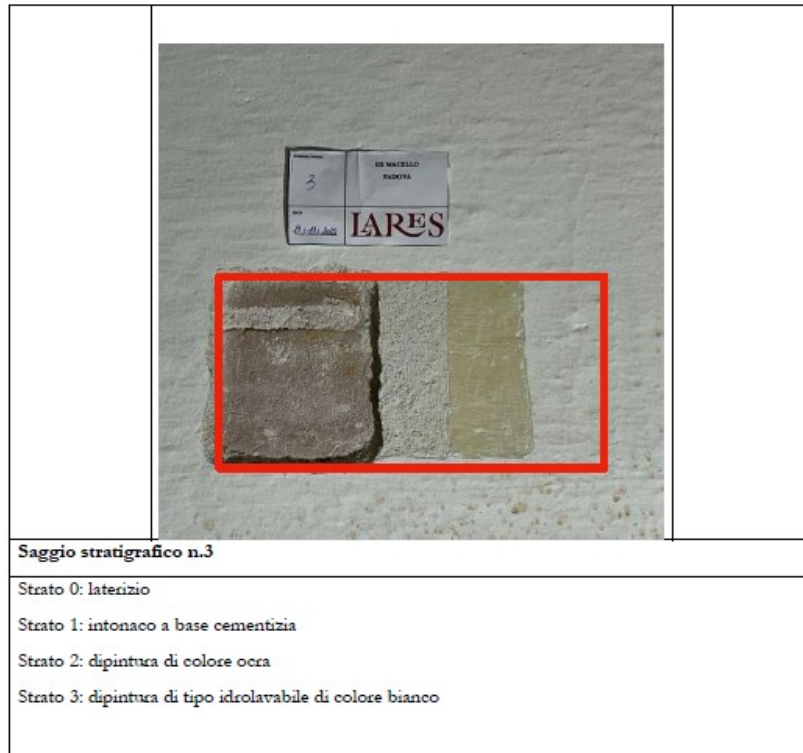 3
EX MACELLO
PADOVA
LARES
Saggio stratigrafico n.3
Strato 0: laterizio
Strato 1: intonaco a base cementizia
Strato 2: dipintura di colore ocra
Strato 3: dipintura di tipo idrolavabile di colore bianco